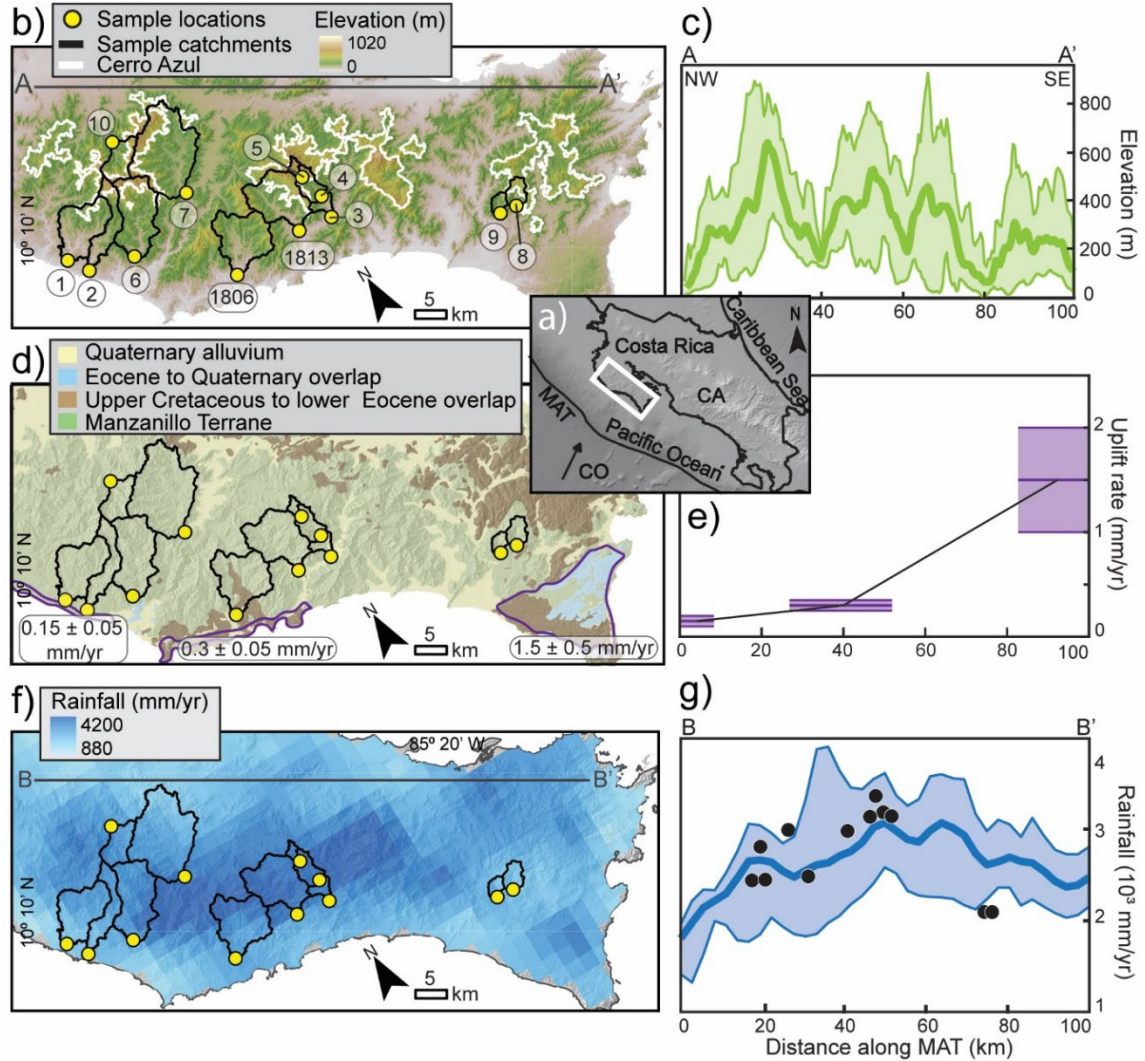 b)
Sample locations
Sample catchments
Cerro Azul
Elevation (m)
1020
0
A
A'
10
5
4
3
7
9
8
1
2
6
1813
1806
10º 10' N
N
5
km
c)
A
A'
NW
SE
800
600
400
200
0
40
60
80
100
Elevation (m)
a)
N
Costa Rica
Caribbean Sea
CA
MAT
Pacific Ocean
CO
d)
Quaternary alluvium
Eocene to Quaternary overlap
Upper Cretaceous to lower Eocene overlap
Manzanillo Terrane
10º 10' N
0.15 ± 0.05
mm/yr
0.3 ± 0.05 mm/yr
1.5 ± 0.5 mm/yr
N
5
km
e)
2
1
0
Uplift rate
(mm/yr)
0
20
40
60
80
100
f)
Rainfall (mm/yr)
4200
880
85º 20' W
B
B'
10º 10' N
N
5
km
g)
B
B'
4
3
2
1
Rainfall (10³ mm/yr)
0
20
40
60
80
100
Distance along MAT (km)